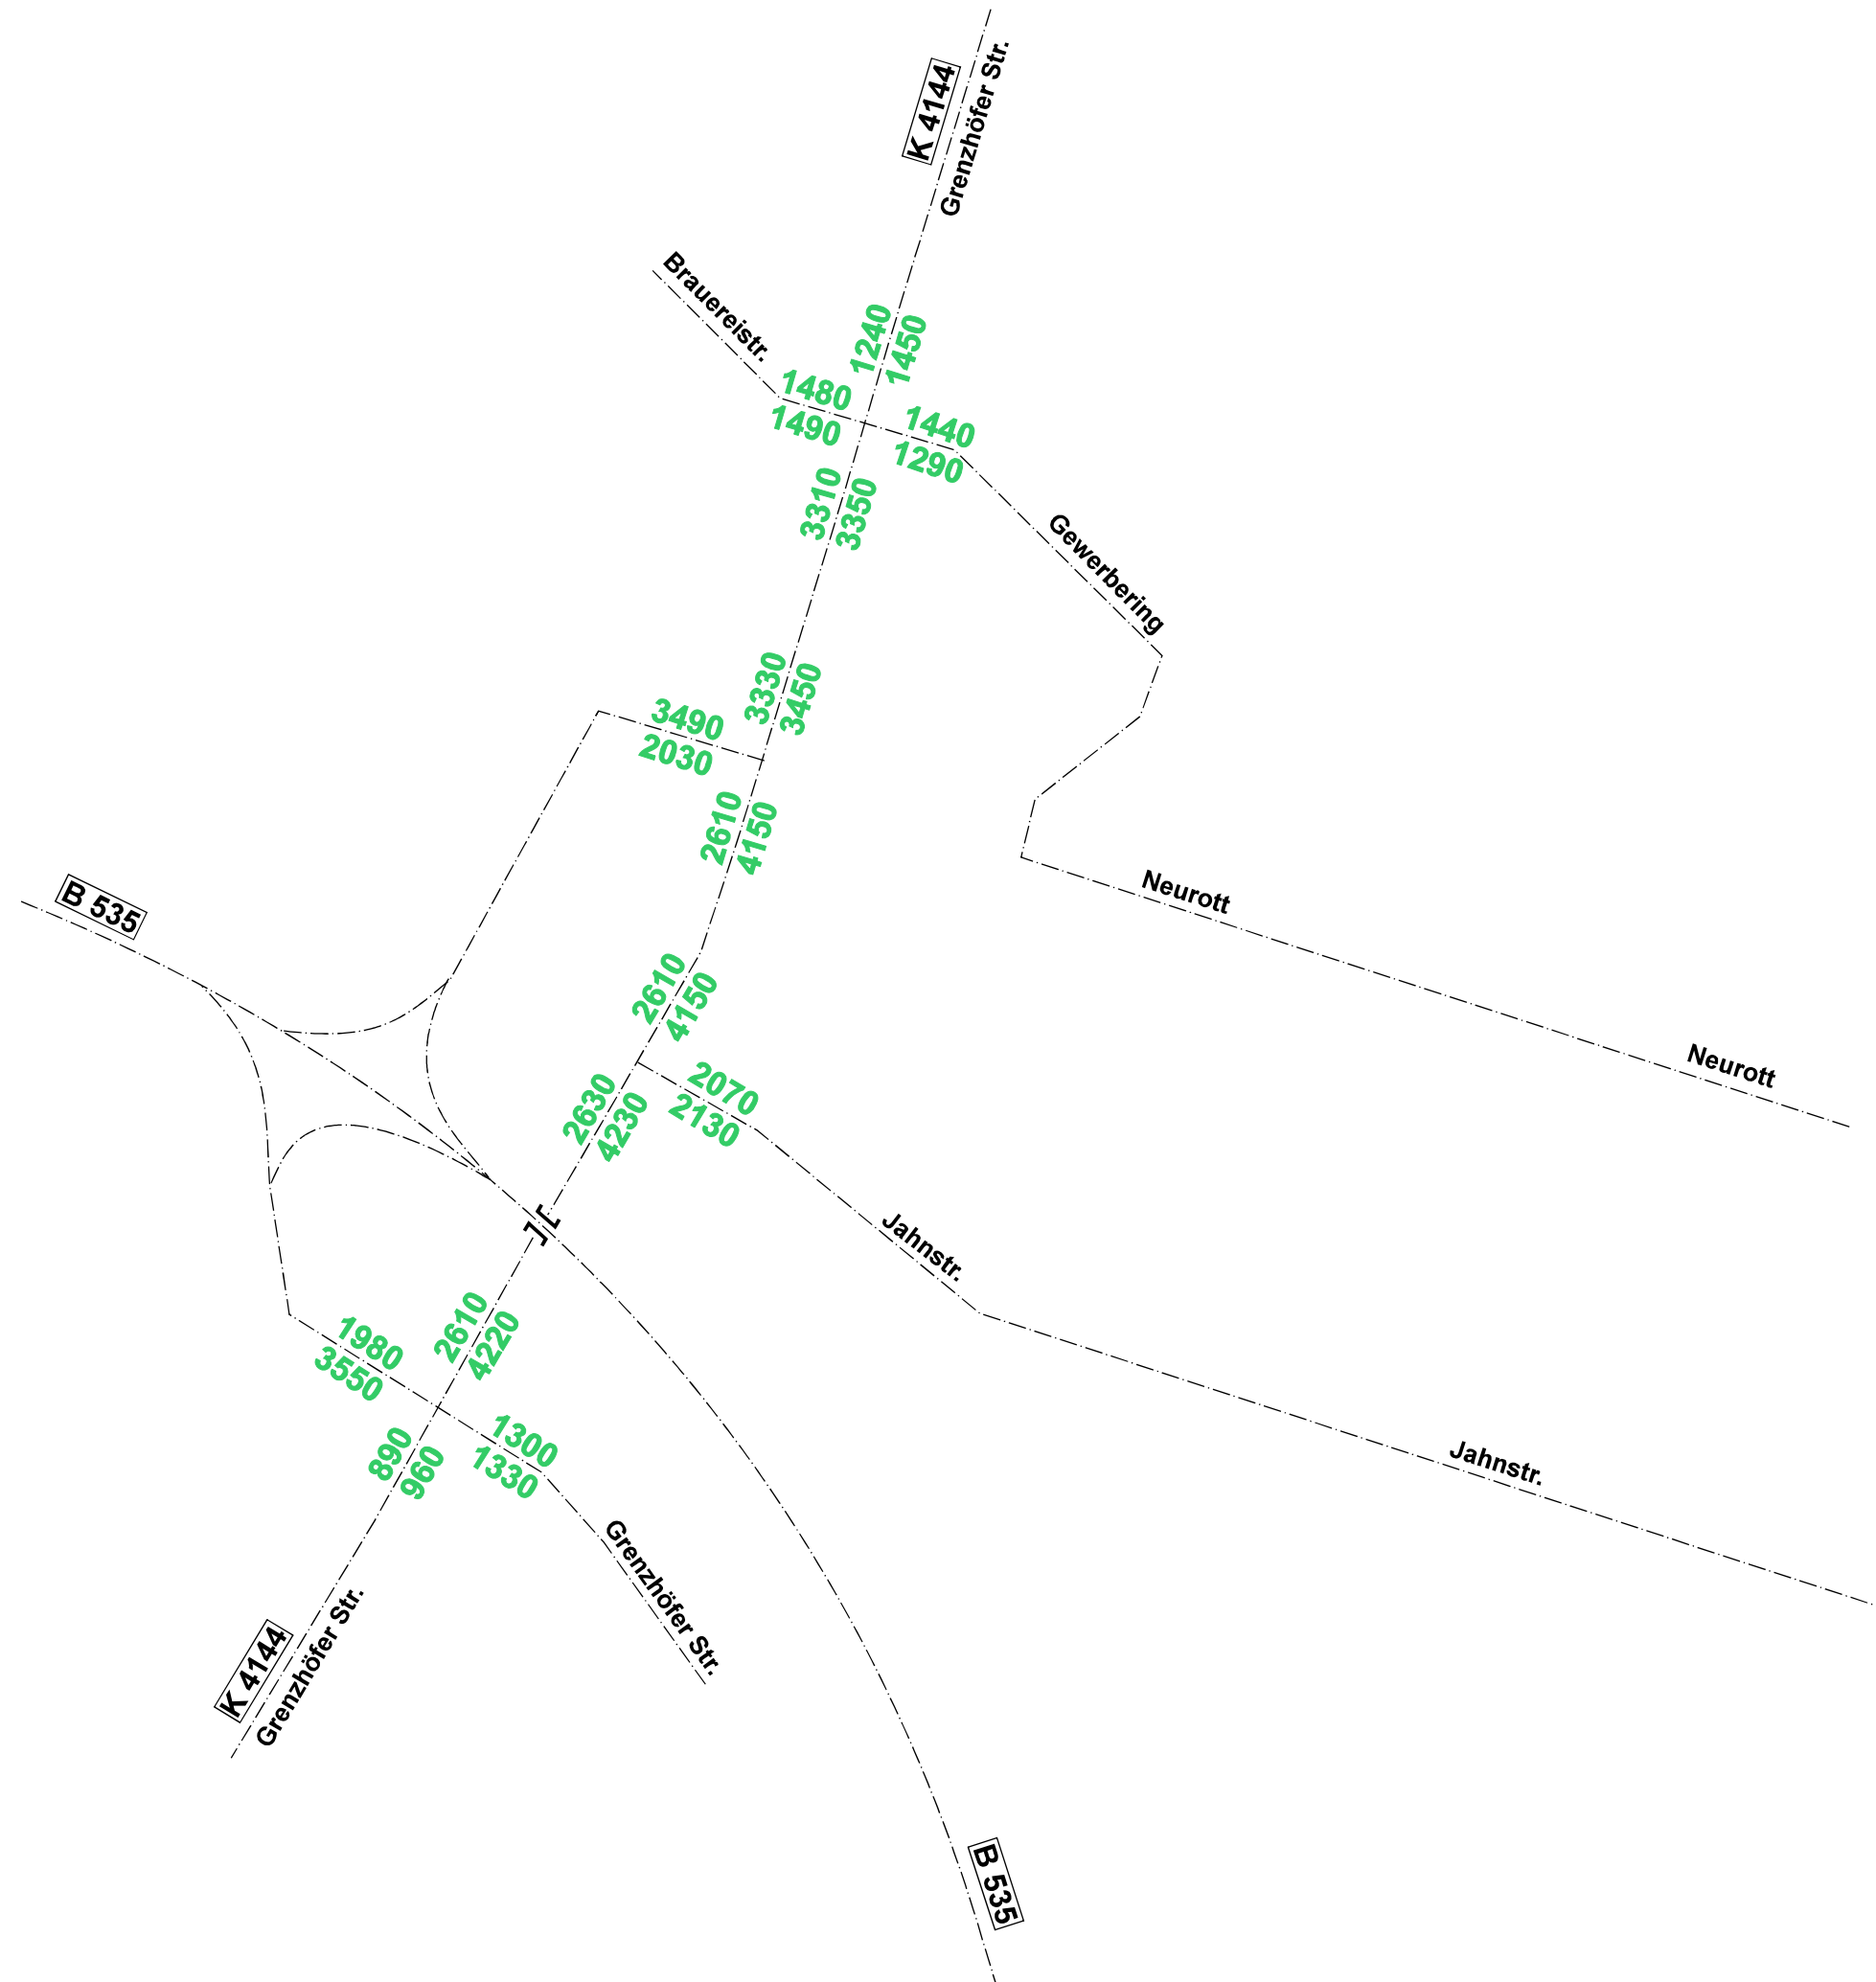 K 4144
Grenzhöfer Str.
Brauereistr.
1240
1450
1480
1490
1440
1290
3310
3350
Gewerbering
3330
3450
3490
2030
2610
4150
B 535
Neurott
2610
4150
Neurott
2070
2130
2630
4230
Jahnstr.
2610
4220
1980
3550
1300
1330
890
960
Jahnstr.
Grenzhöfer Str.
K 4144
Grenzhöfer Str.
B 535